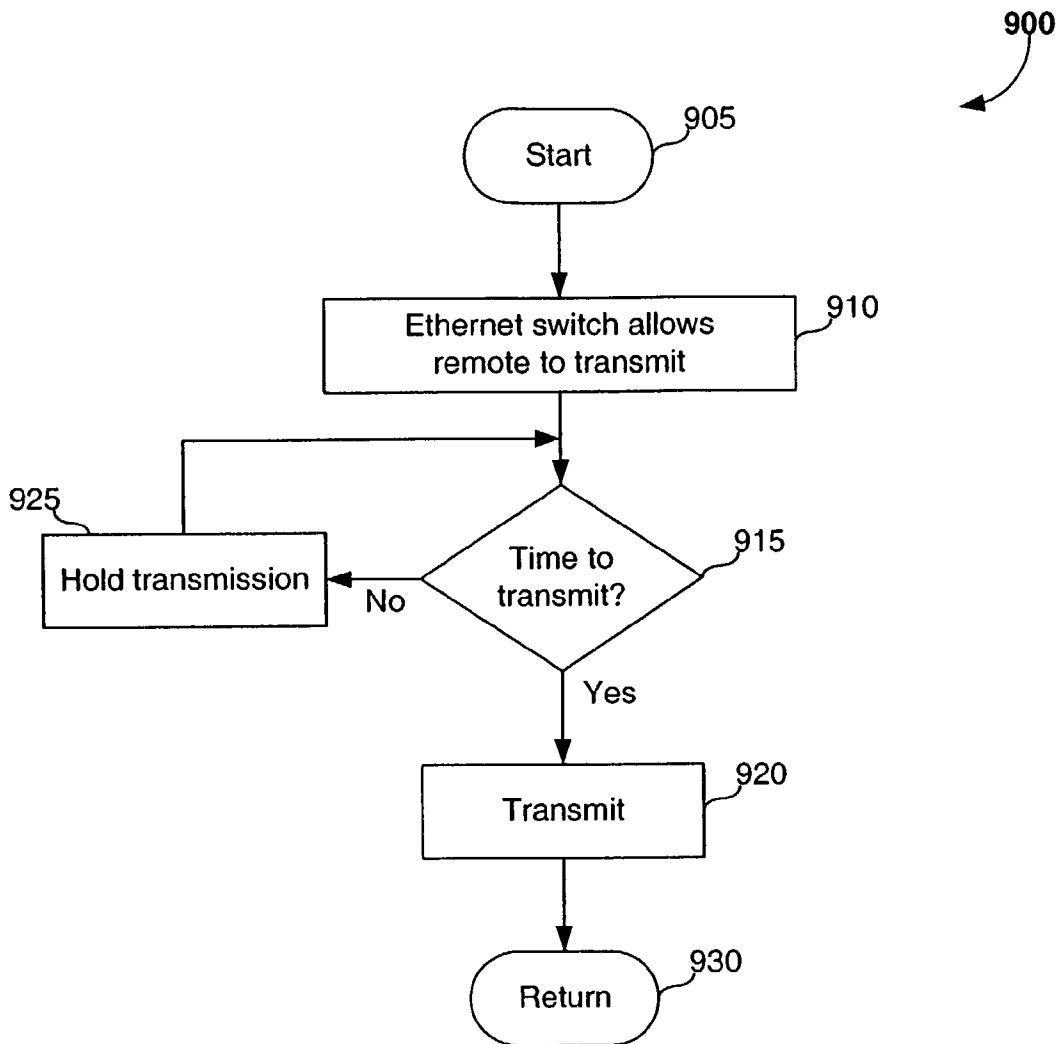 900
905
Start
910
Ethernet switch allows
remote to transmit
925
915
Time to
transmit?
Hold transmission
No
Yes
920
Transmit
930
Return